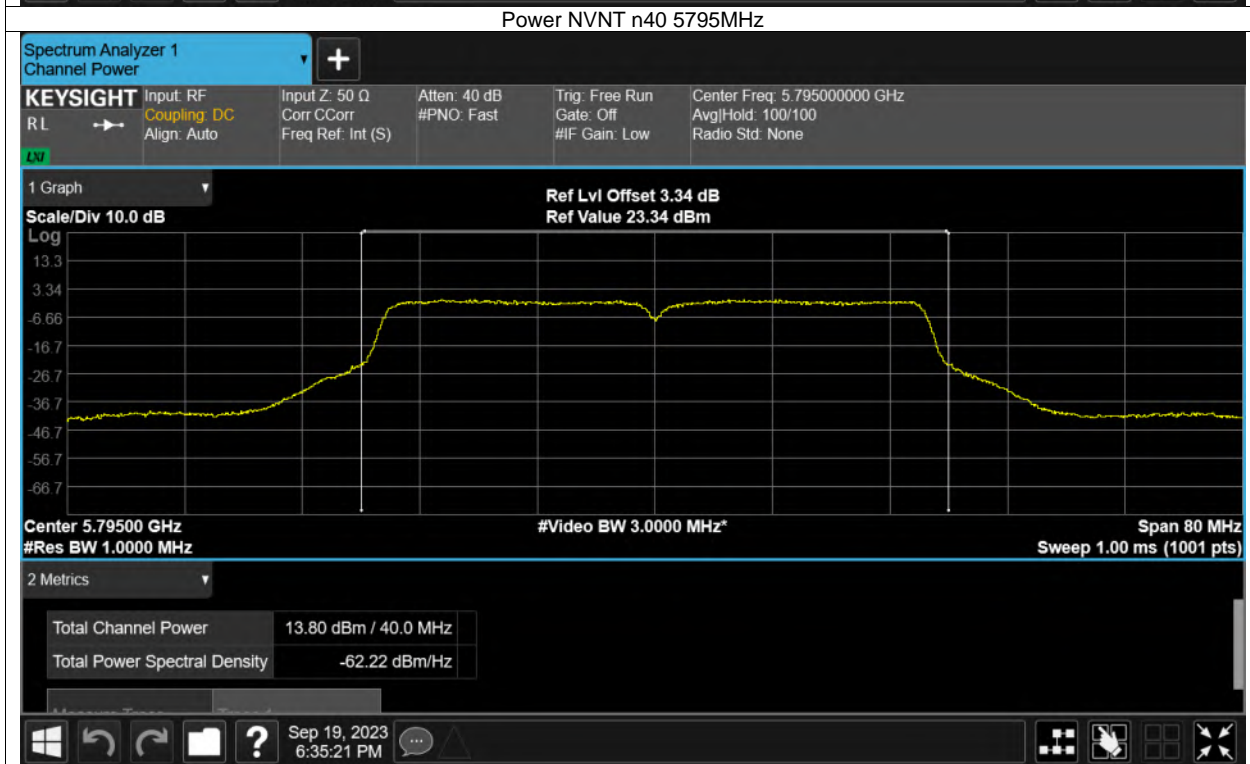 Power NVNT n40 5795MHz
Spectrum Analyzer 1
Channel Power
KEYSIGHT
RL
LXI
Input: RF
Coupling: DC
Align: Auto
Input Z: 50 Ω
Corr CCorr
Freq Ref: Int (S)
Atten: 40 dB
#PNO: Fast
Trig: Free Run
Gate: Off
#IF Gain: Low
Center Freq: 5.795000000 GHz
Avg|Hold: 100/100
Radio Std: None
1 Graph
Scale/Div 10.0 dB
Ref Lvl Offset 3.34 dB
Ref Value 23.34 dBm
Log
13.3
3.34
-6.66
-16.7
-26.7
-36.7
-46.7
-56.7
-66.7
Center 5.79500 GHz
#Res BW 1.0000 MHz
#Video BW 3.0000 MHz*
Span 80 MHz
Sweep 1.00 ms (1001 pts)
2 Metrics
Total Channel Power 13.80 dBm / 40.0 MHz
Total Power Spectral Density -62.22 dBm/Hz
Sep 19, 2023
6:35:21 PM